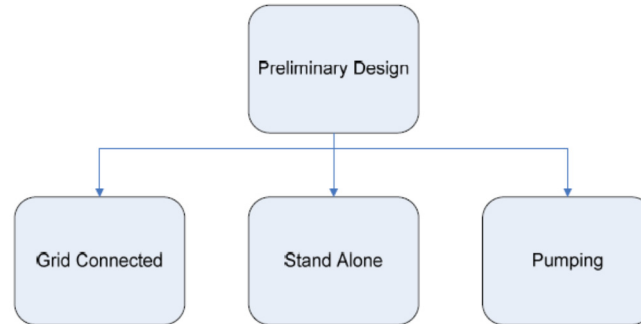 Preliminary Design
Grid Connected
Stand Alone
Pumping